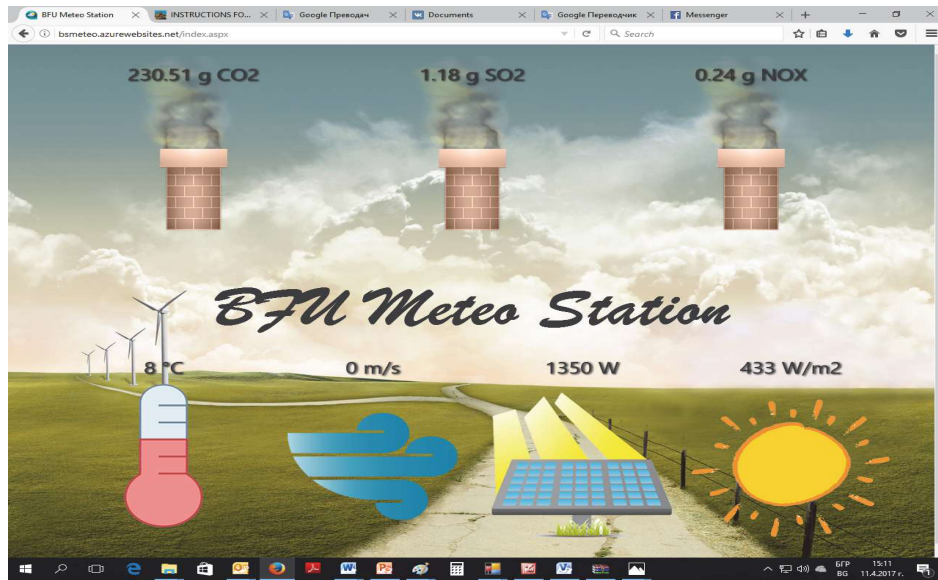 BFU Meteo Station
INSTRUCTIONS FO...
Google Преводач
Documents
Google Переводчик
Messenger
bsmeteo.azurewebsites.net/index.aspx
Search
230.51 g CO2
1.18 g SO2
0.24 g NOX
BFU Meteo Station
8 °C
0 m/s
1350 W
433 W/m2
БГР
BG
15:11
11.4.2017 г.